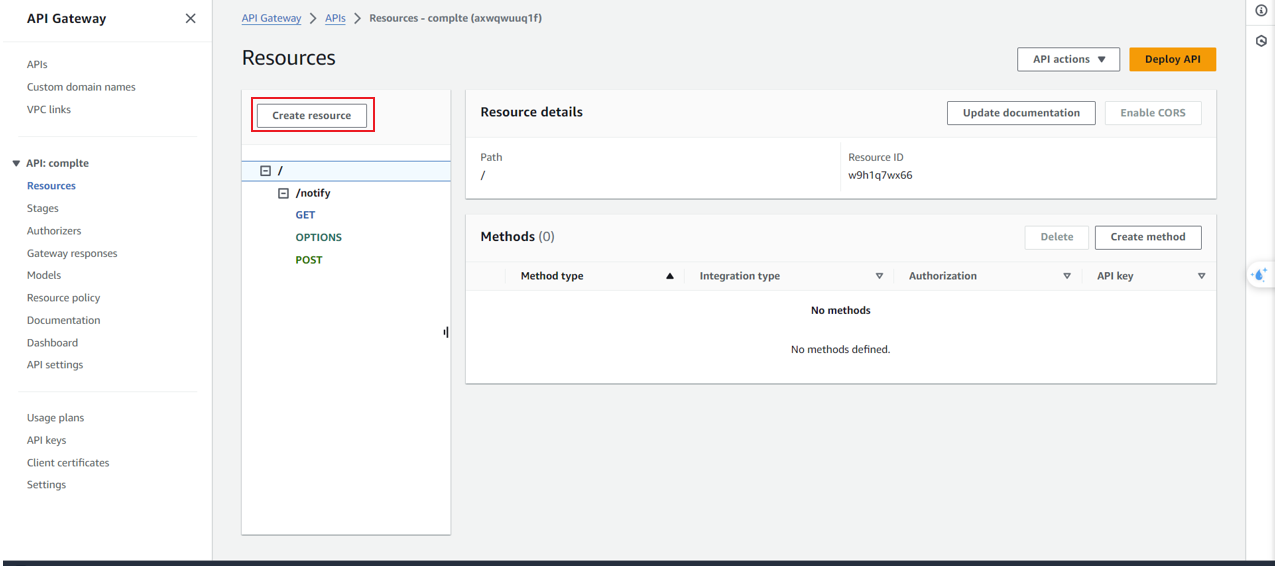 API Gateway
APIs
Custom domain names
VPC links
API: complte
Resources
Stages
Authorizers
Gateway responses
Models
Resource policy
Documentation
Dashboard
API settings
Usage plans
API keys
Client certificates
Settings
API Gateway > APIs > Resources - complte (axwqwuuq1f)
Resources
API actions
Deploy API
Create resource
/
/notify
GET
OPTIONS
POST
Resource details
Update documentation
Enable CORS
Path
/
Resource ID
w9h1q7wx66
Methods (0)
Delete
Create method
Method type Integration type Authorization API key
No methods
No methods defined.